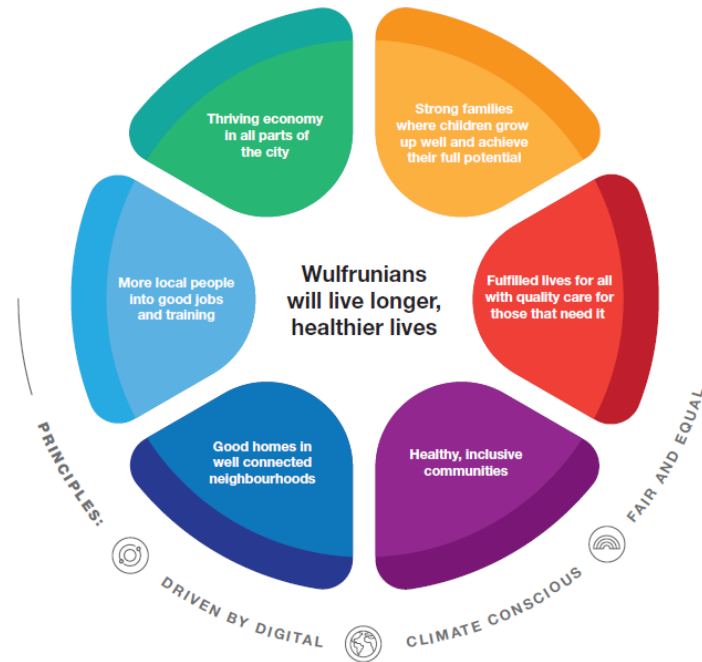 Thriving economy
in all parts of
the city
Strong families
where children grow
up well and achieve
their full potential
More local people
into good jobs
and training
Wulfrunians
will live longer,
healthier lives
Fulfilled lives for all
with quality care for
those that need it
Good homes in
well connected
neighbourhoods
Healthy, inclusive
communities
PRINCIPLES:
DRIVEN BY DIGITAL
CLIMATE CONSCIOUS
FAIR AND EQUAL